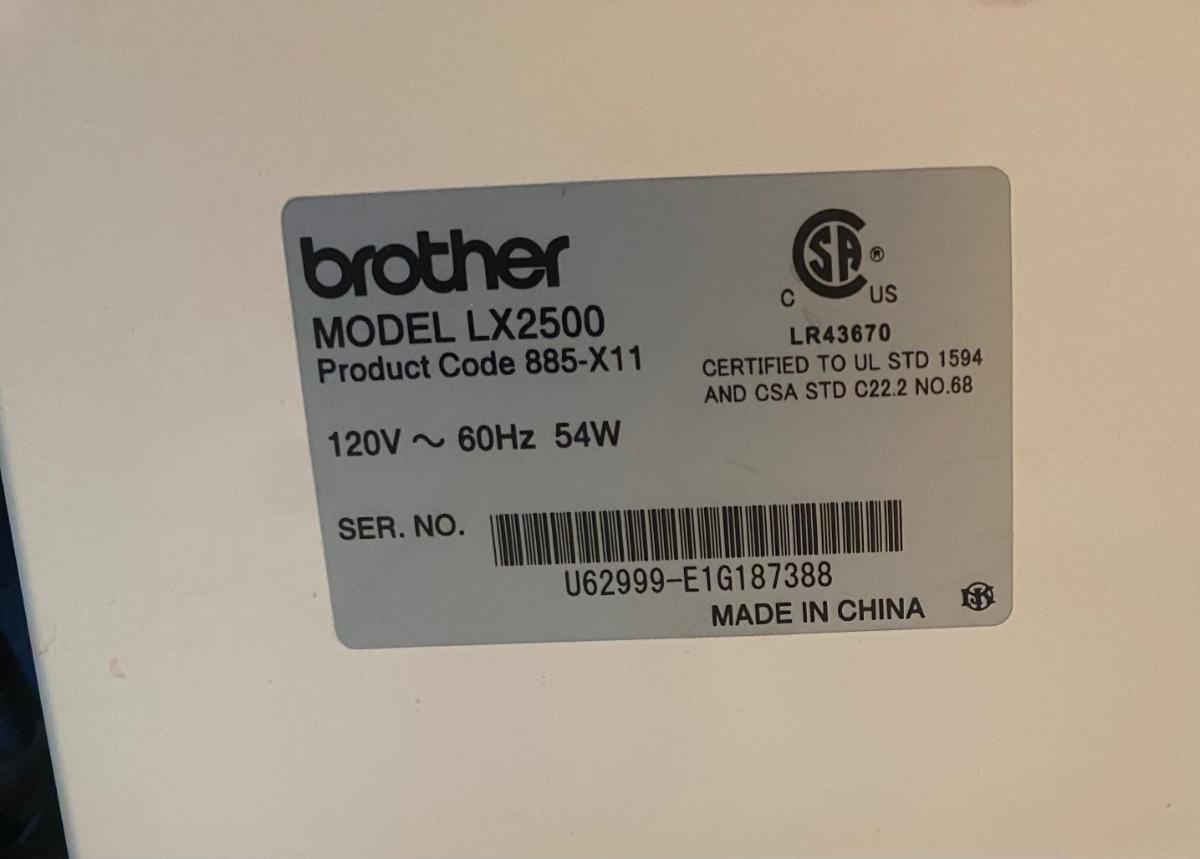 brother
MODEL LX2500
Product Code 885-X11
120V ~ 60Hz 54W
SER. NO.
U62999-E1G187388
MADE IN CHINA
C SA ® US
LR43670
CERTIFIED TO UL STD 1594
AND CSA STD C22.2 NO.68